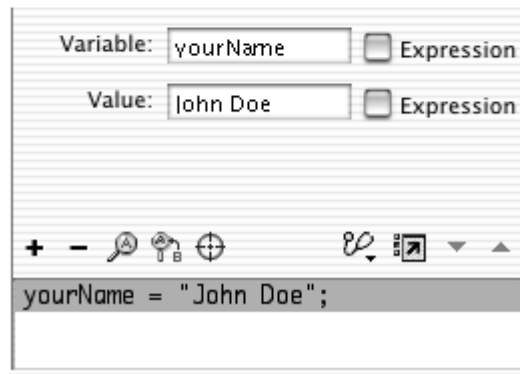 Variable: yourName Expression
Value: John Doe Expression
yourName = "John Doe";